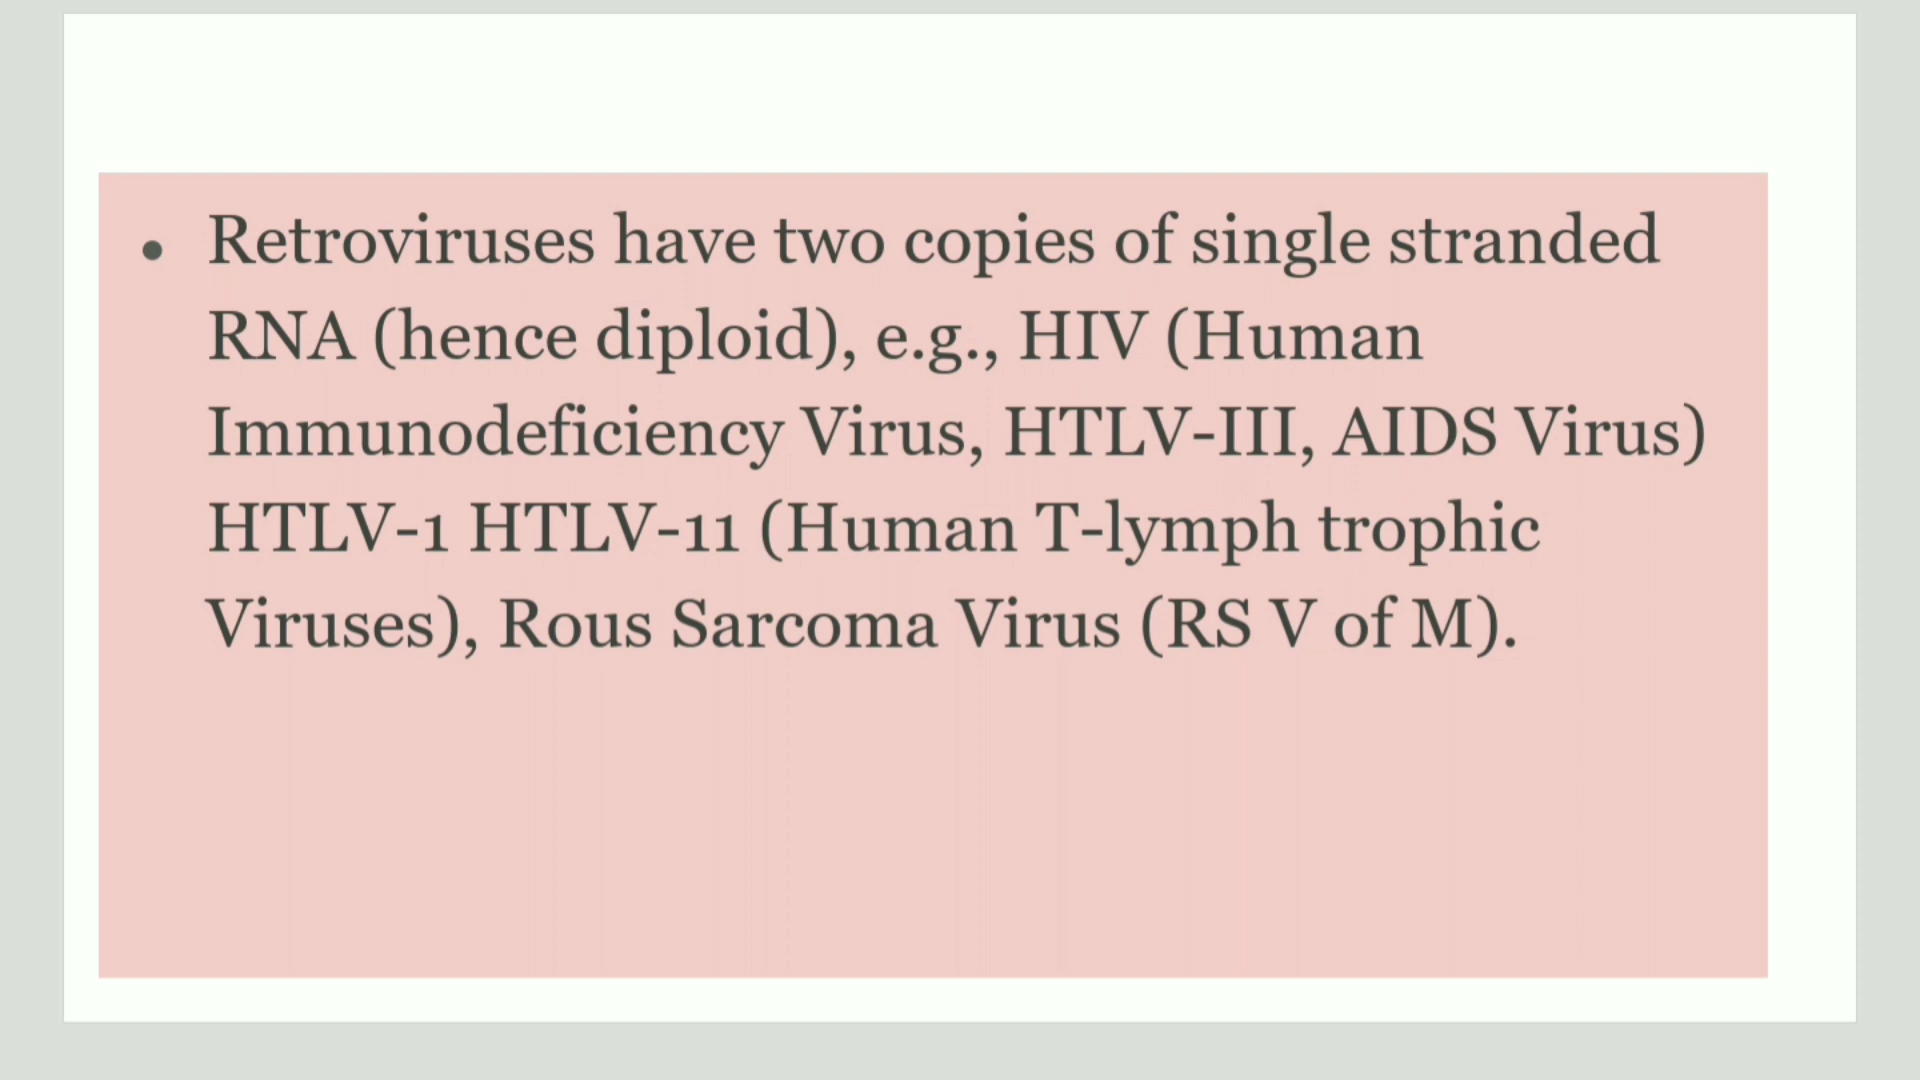 • Retroviruses have two copies of single stranded
RNA (hence diploid), e.g., HIV (Human
Immunodeficiency Virus, HTLV-III, AIDS Virus)
HTLV-1 HTLV-11 (Human T-lymph trophic
Viruses), Rous Sarcoma Virus (RS V of M).